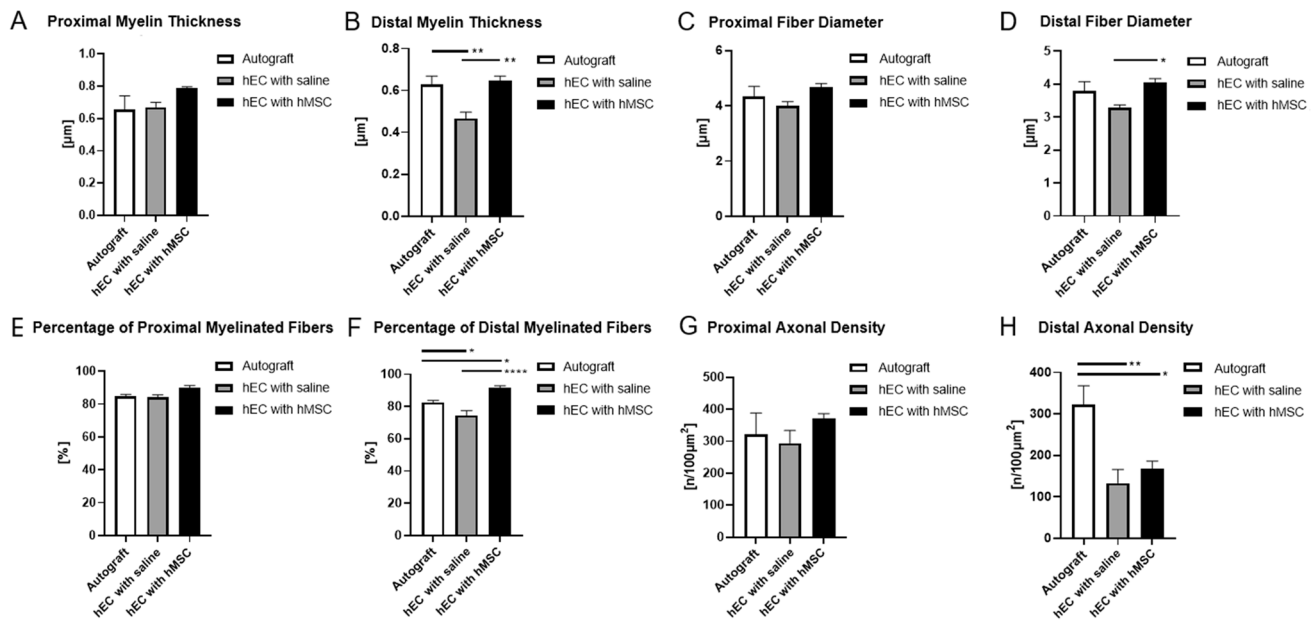 A Proximal Myelin Thickness
1.0
0.8
0.6
0.4
0.2
0.0
[µm]
Autograft
hEC with saline
hEC with hMSC
Autograft
hEC with saline
hEC with hMSC
B Distal Myelin Thickness
** 
**
0.8
0.6
0.4
0.2
0.0
[µm]
Autograft
hEC with saline
hEC with hMSC
Autograft
hEC with saline
hEC with hMSC
C Proximal Fiber Diameter
6
4
2
0
[µm]
Autograft
hEC with saline
hEC with hMSC
Autograft
hEC with saline
hEC with hMSC
D Distal Fiber Diameter
*
5
4
3
2
1
0
[µm]
Autograft
hEC with saline
hEC with hMSC
Autograft
hEC with saline
hEC with hMSC
E Percentage of Proximal Myelinated Fibers
100
80
60
40
20
0
[%]
Autograft
hEC with saline
hEC with hMSC
Autograft
hEC with saline
hEC with hMSC
F Percentage of Distal Myelinated Fibers
*
*
****
100
80
60
40
20
0
[%]
Autograft
hEC with saline
hEC with hMSC
Autograft
hEC with saline
hEC with hMSC
G Proximal Axonal Density
500
400
300
200
100
0
[n/100µm²]
Autograft
hEC with saline
hEC with hMSC
Autograft
hEC with saline
hEC with hMSC
H Distal Axonal Density
**
*
400
300
200
100
0
[n/100µm²]
Autograft
hEC with saline
hEC with hMSC
Autograft
hEC with saline
hEC with hMSC